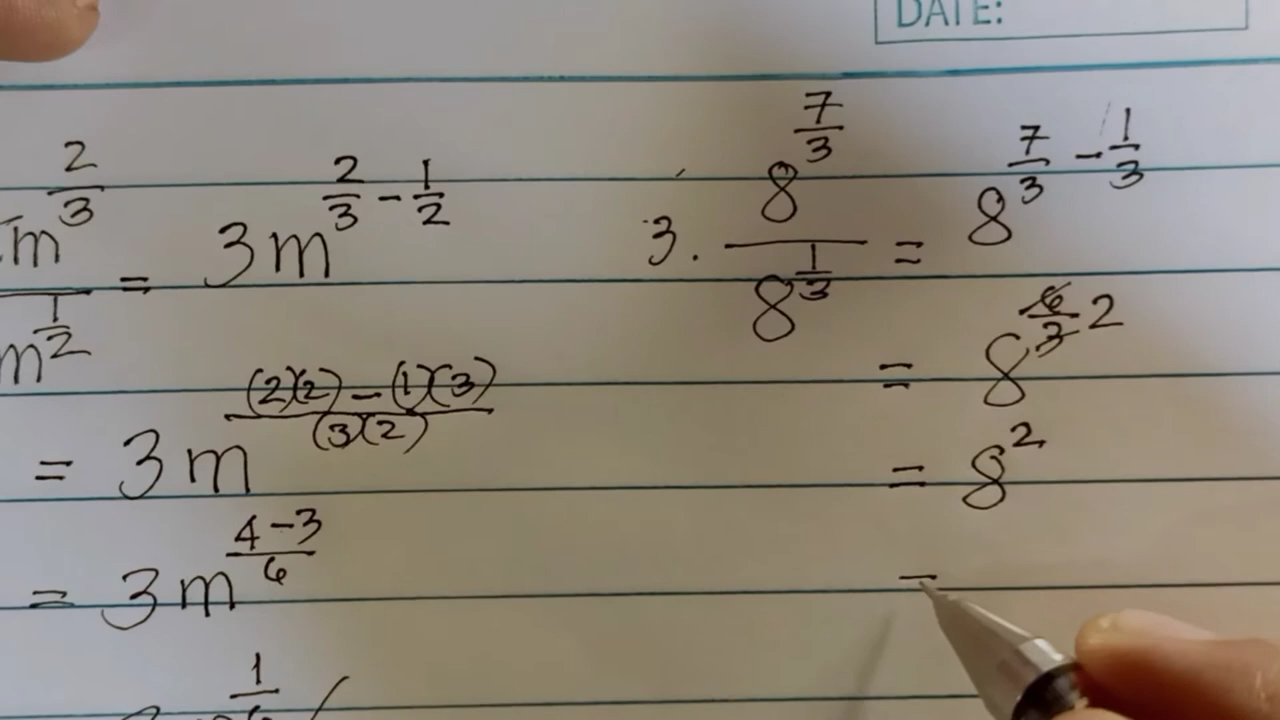 DATE:
m^(2/3) / m^(1/2) = 3m^(2/3 - 1/2)
= 3m^(((2)(2) - (1)(3))/((3)(2)))
= 3m^((4-3)/6)
1
3. 8^(7/3) / 8^(1/3) = 8^(7/3 - 1/3)
= 8^(6/3) 2
= 8^2